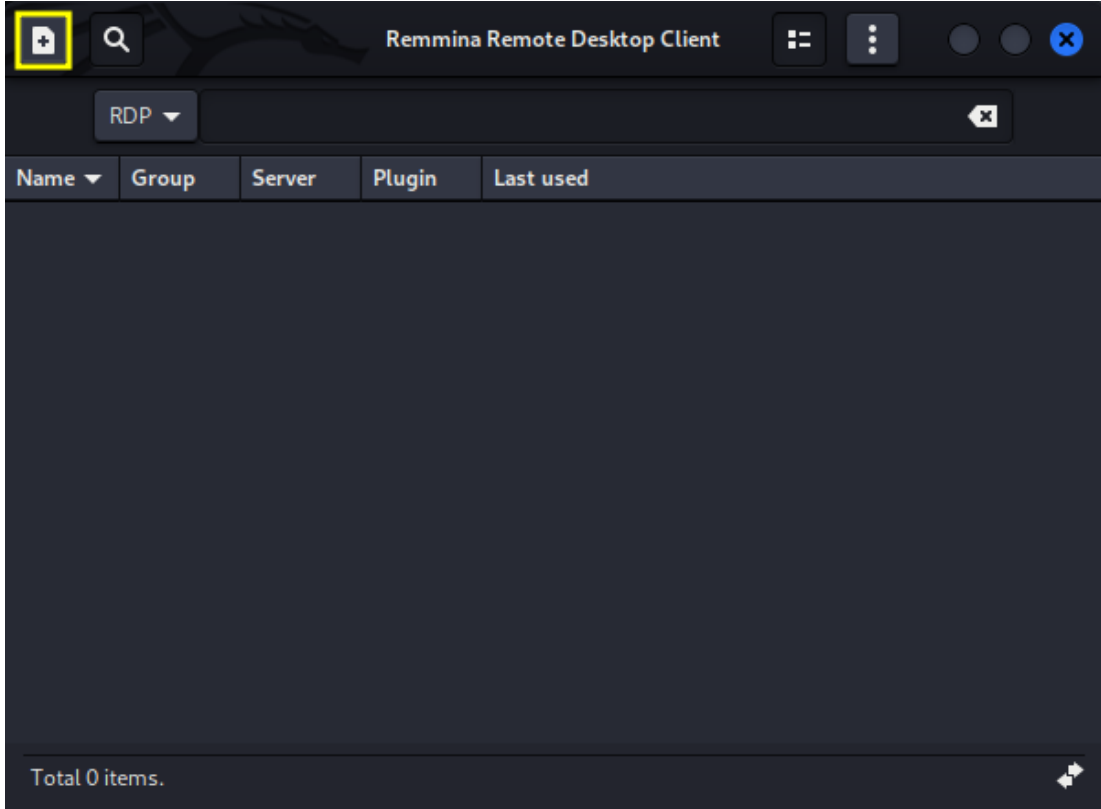 Remmina Remote Desktop Client
RDP
Name Group Server Plugin Last used
Total 0 items.